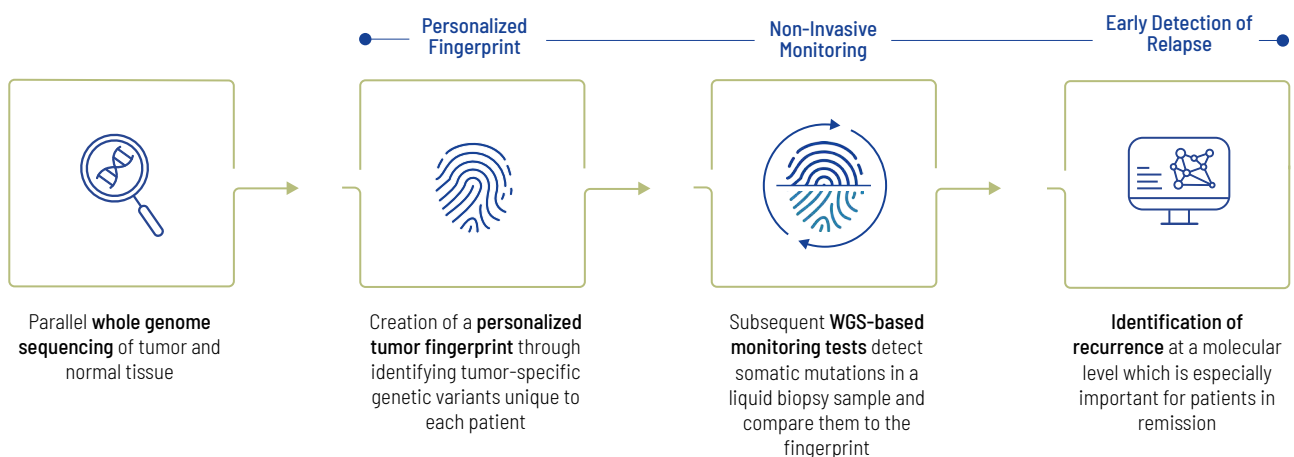 Personalized
Fingerprint
Non-Invasive
Monitoring
Early Detection of
Relapse
Parallel whole genome
sequencing of tumor and
normal tissue
Creation of a personalized
tumor fingerprint through
identifying tumor-specific
genetic variants unique to
each patient
Subsequent WGS-based
monitoring tests detect
somatic mutations in a
liquid biopsy sample and
compare them to the
fingerprint
Identification of
recurrence at a molecular
level which is especially
important for patients in
remission